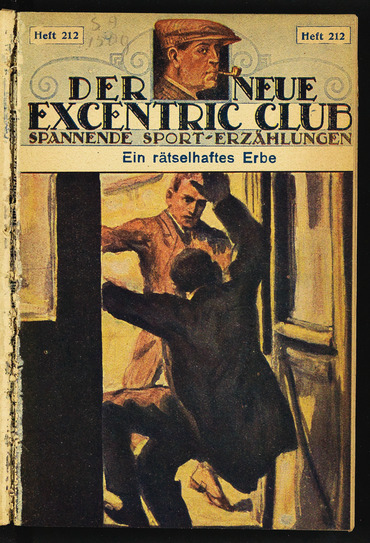 Heft 212
Heft 212
DER NEUE
EXCENTRIC CLUB
SPANNENDE SPORT-ERZÄHLUNGEN
Ein rätselhaftes Erbe